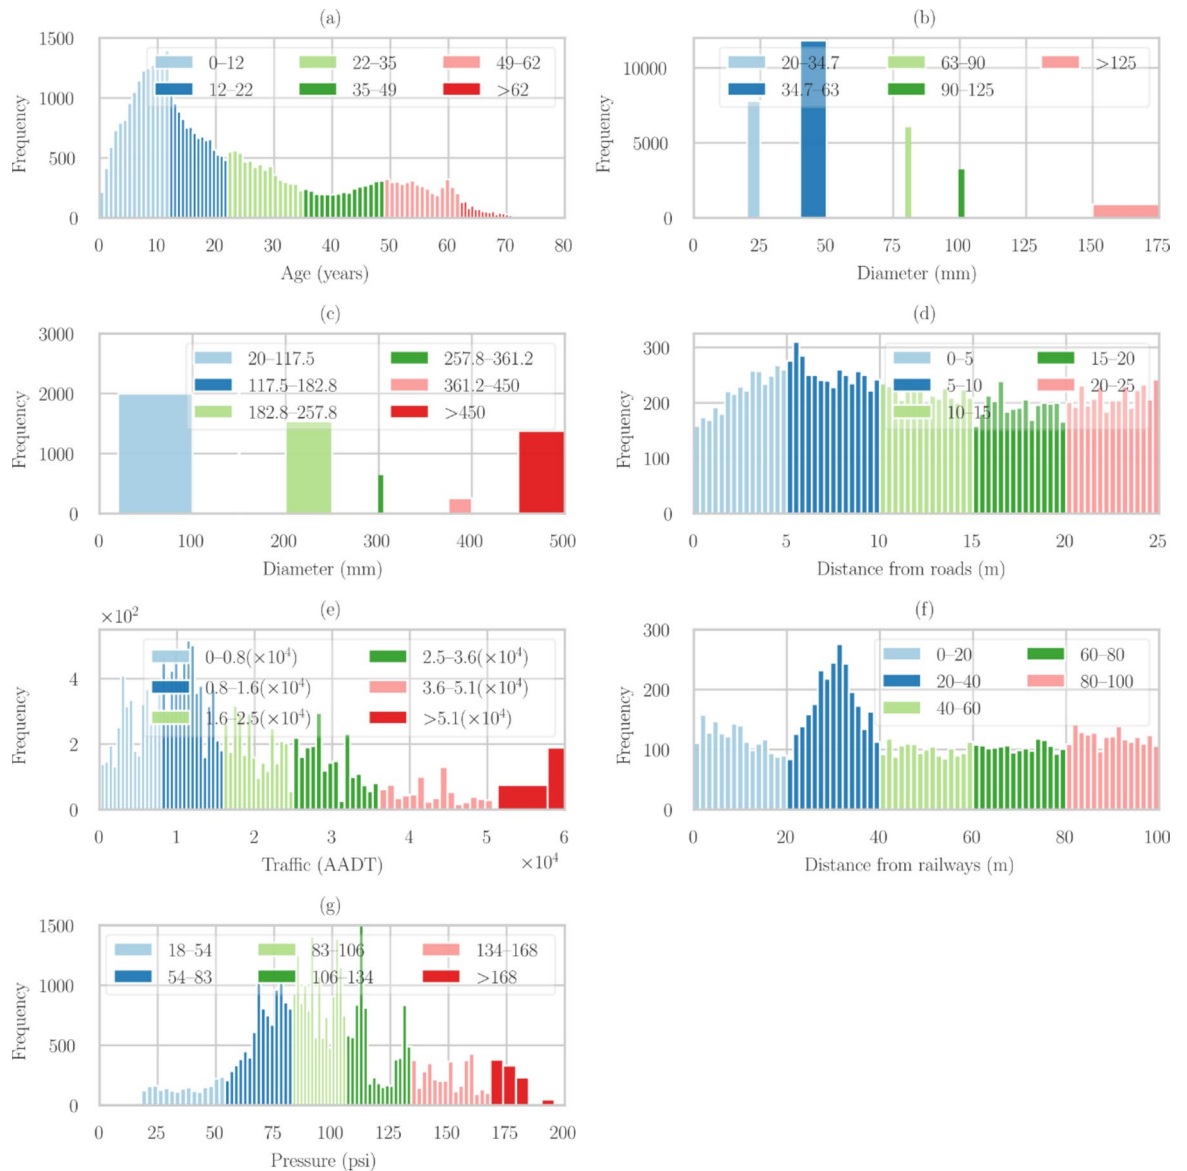 (a)
1500
1000
500
0
Frequency
0–12
12–22
22–35
35–49
49–62
>62
0 10 20 30 40 50 60 70 80
Age (years)
(b)
10000
5000
0
Frequency
20–34.7
34.7–63
63–90
90–125
>125
0 25 50 75 100 125 150 175
Diameter (mm)
(c)
3000
2000
1000
0
Frequency
20–117.5
117.5–182.8
182.8–257.8
257.8–361.2
361.2–450
>450
0 100 200 300 400 500
Diameter (mm)
(d)
300
200
100
0
Frequency
0–5
5–10
10–15
15–20
20–25
0 5 10 15 20 25
Distance from roads (m)
(e)
×10²
4
2
0
Frequency
0–0.8(×10⁴)
0.8–1.6(×10⁴)
1.6–2.5(×10⁴)
2.5–3.6(×10⁴)
3.6–5.1(×10⁴)
>5.1(×10⁴)
0 1 2 3 4 5 6
×10⁴
Traffic (AADT)
(f)
300
200
100
0
Frequency
0–20
20–40
40–60
60–80
80–100
0 20 40 60 80 100
Distance from railways (m)
(g)
1500
1000
500
0
Frequency
18–54
54–83
83–106
106–134
134–168
>168
0 25 50 75 100 125 150 175 200
Pressure (psi)